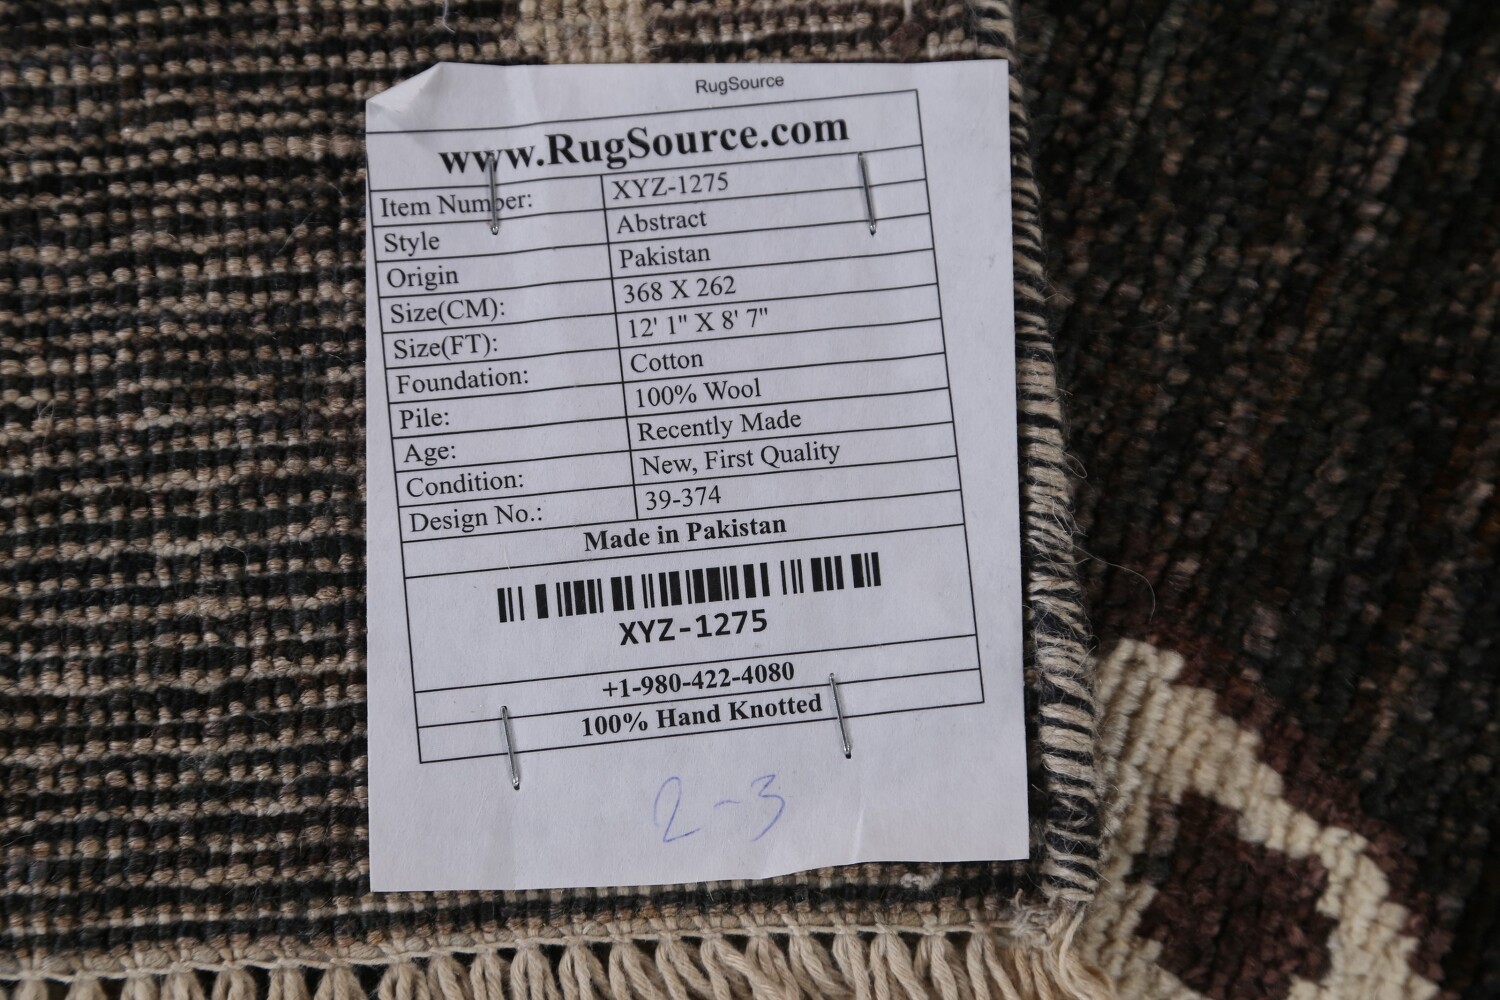 RugSource
www.RugSource.com
Item Number: XYZ-1275
Style Abstract
Origin Pakistan
Size(CM): 368 X 262
Size(FT): 12' 1" X 8' 7"
Foundation: Cotton
Pile: 100% Wool
Age: Recently Made
Condition: New, First Quality
Design No.: 39-374
Made in Pakistan
XYZ-1275
+1-980-422-4080
100% Hand Knotted
2-3